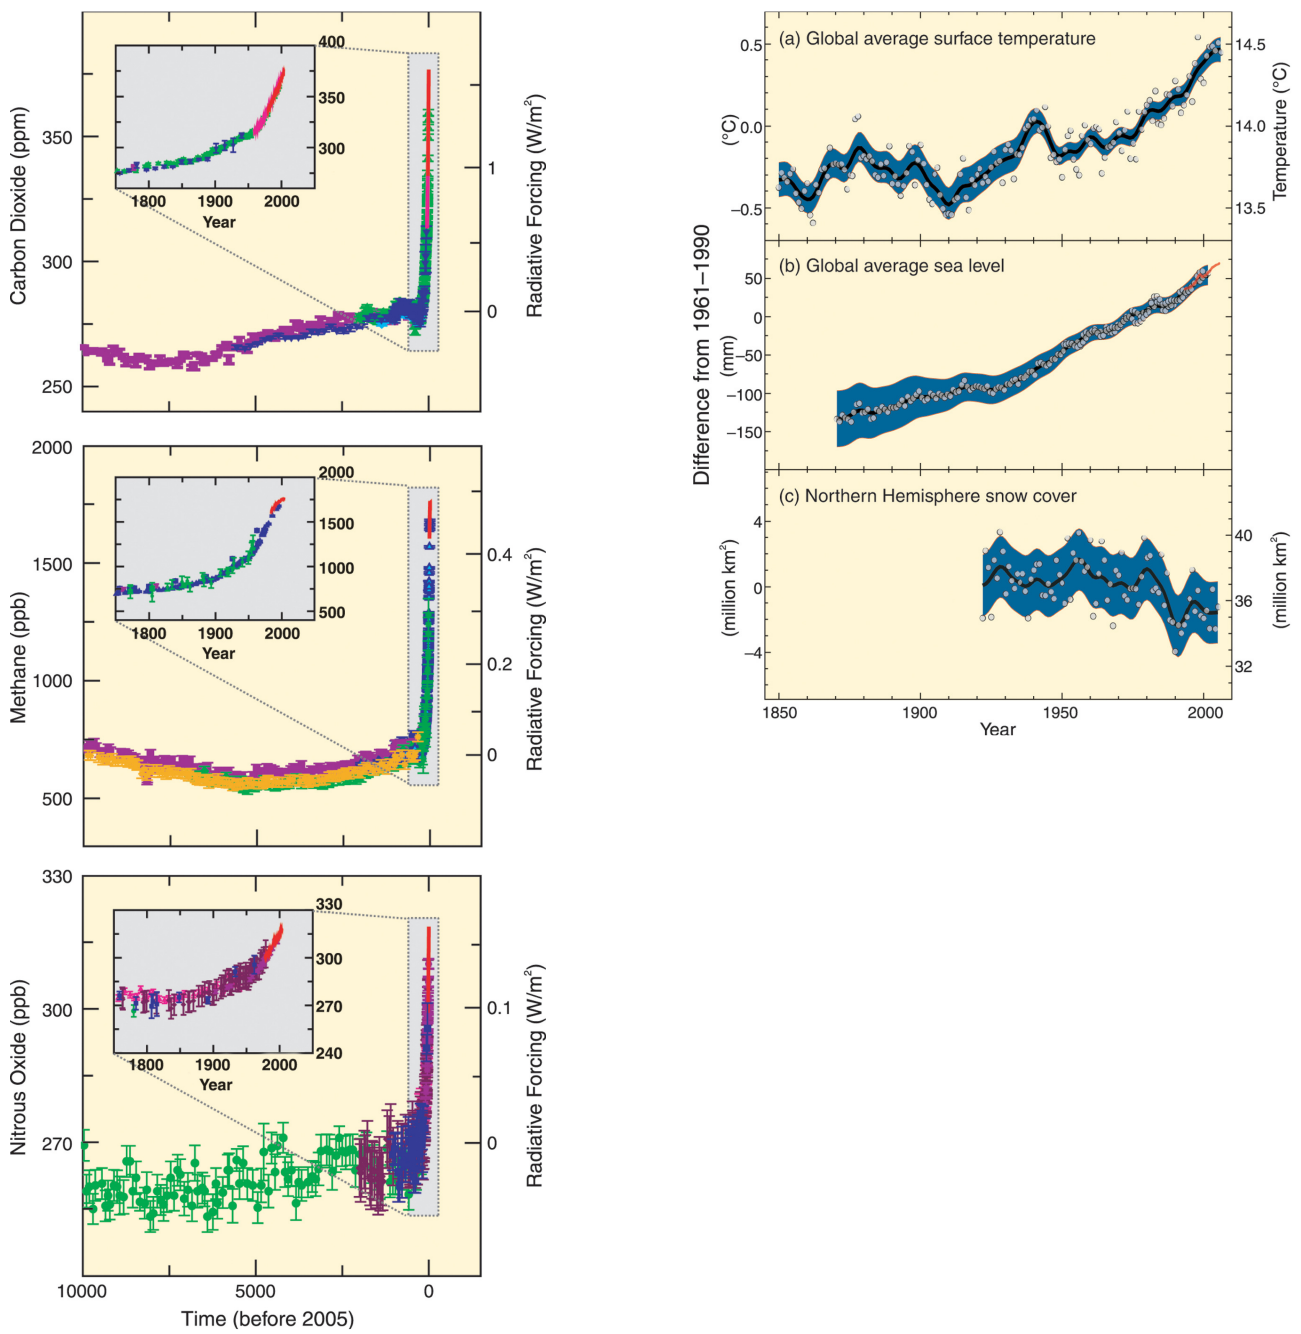 Carbon Dioxide (ppm)
350
300
250
400
350
300
1800 1900 2000
Year
1
0
Radiative Forcing (W/m²)
Methane (ppb)
2000
1500
1000
500
2000
1500
1000
500
1800 1900 2000
Year
0.4
0.2
0
Radiative Forcing (W/m²)
Nitrous Oxide (ppb)
330
300
270
330
300
270
240
1800 1900 2000
Year
0.1
0
Radiative Forcing (W/m²)
10000 5000 0
Time (before 2005)
Difference from 1961–1990
(a) Global average surface temperature
(°C)
0.5
0.0
–0.5
14.5
14.0
13.5
Temperature (°C)
(b) Global average sea level
(mm)
50
0
–50
–100
–150
(c) Northern Hemisphere snow cover
(million km²)
4
0
–4
40
36
32
(million km²)
1850 1900 1950 2000
Year